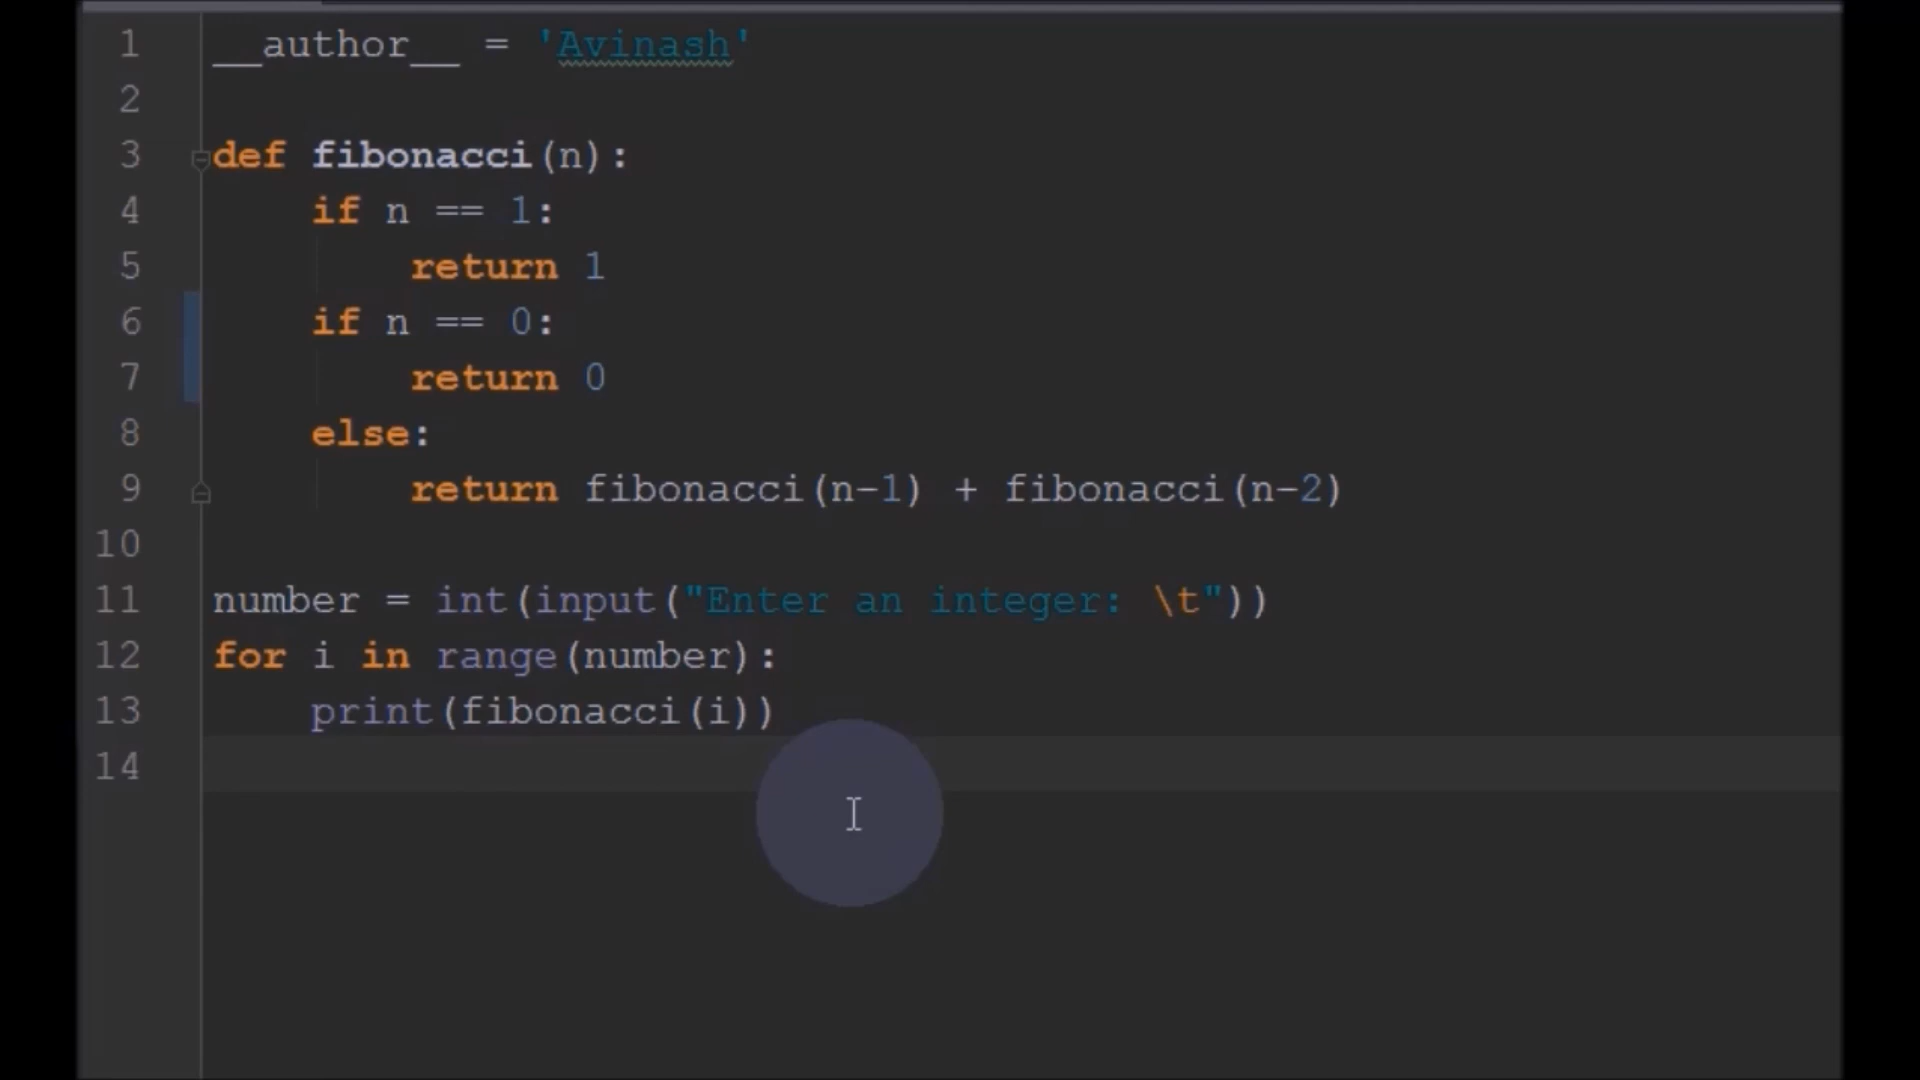 1 __author__ = 'Avinash'
2
3 def fibonacci(n):
4     if n == 1:
5         return 1
6     if n == 0:
7         return 0
8     else:
9         return fibonacci(n-1) + fibonacci(n-2)
10
11 number = int(input("Enter an integer: \t"))
12 for i in range(number):
13     print(fibonacci(i))
14